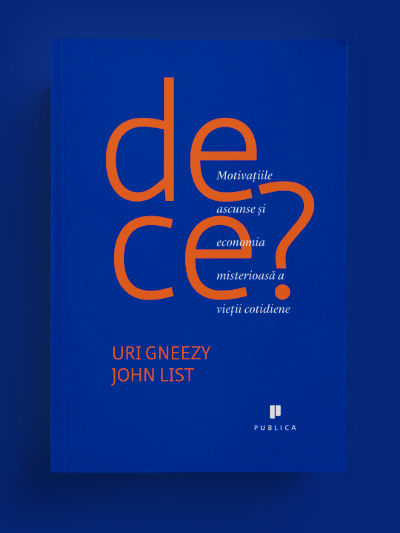 de
ce?
Motivațiile
ascunse și
economia
misterioasă a
vieții cotidiene
URI GNEEZY
JOHN LIST
PUBLICA